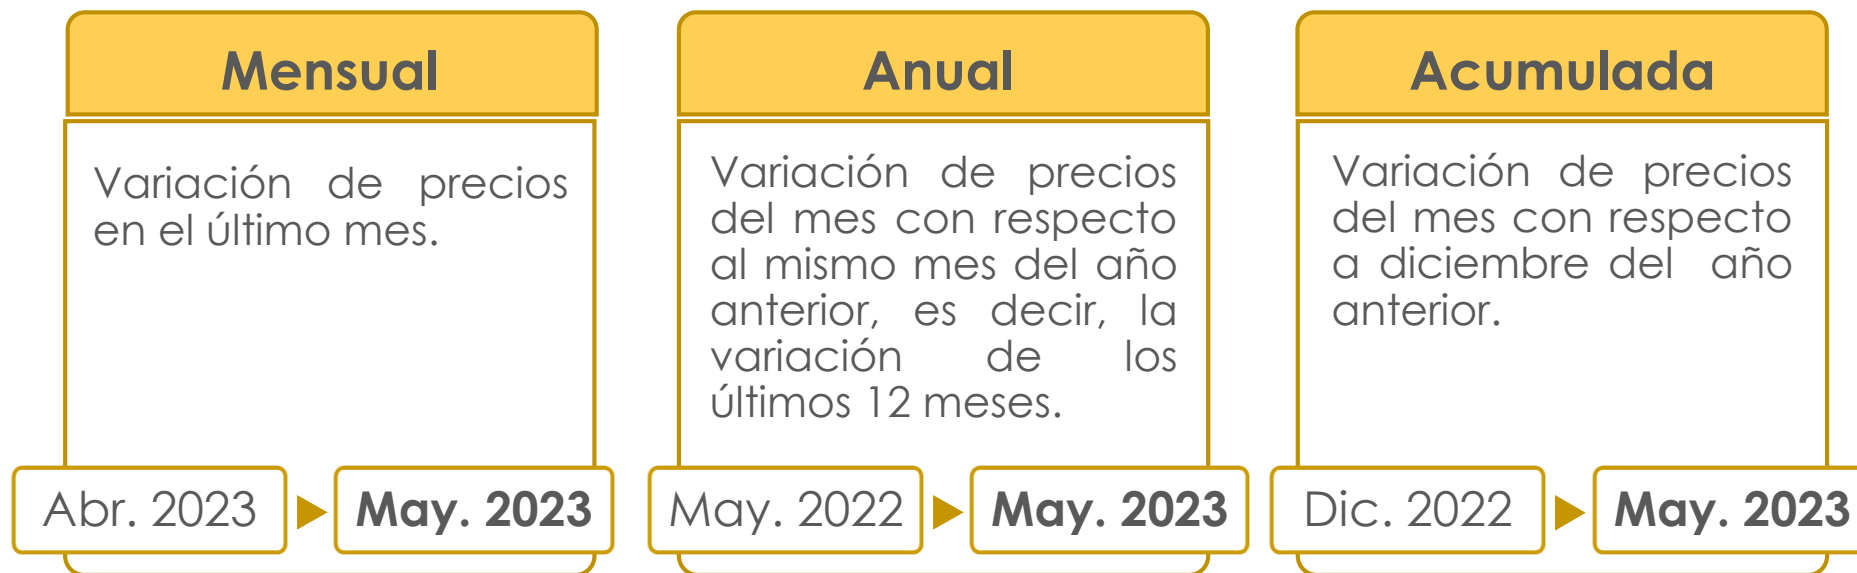 Mensual
Variación de precios
en el último mes.
Abr. 2023
May. 2023
Anual
Variación de precios
del mes con respecto
al mismo mes del año
anterior, es decir, la
variación de los
últimos 12 meses.
May. 2022
May. 2023
Acumulada
Variación de precios
del mes con respecto
a diciembre del año
anterior.
Dic. 2022
May. 2023